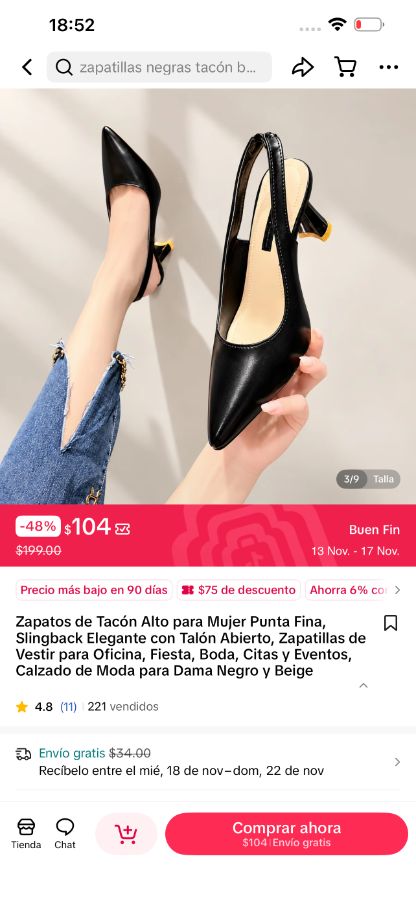 18:52
zapatillas negras tacón b...
3/9 Talla
-48% $104
Buen Fin
$199.00
13 Nov. - 17 Nov.
Precio más bajo en 90 días
$75 de descuento
Ahorra 6% co
Zapatos de Tacón Alto para Mujer Punta Fina,
Slingback Elegante con Talón Abierto, Zapatillas de
Vestir para Oficina, Fiesta, Boda, Citas y Eventos,
Calzado de Moda para Dama Negro y Beige
4.8 (11) 221 vendidos
Envío gratis $34.00
Recíbelo entre el mié, 18 de nov–dom, 22 de nov
Tienda
Chat
Comprar ahora
$104 | Envío gratis